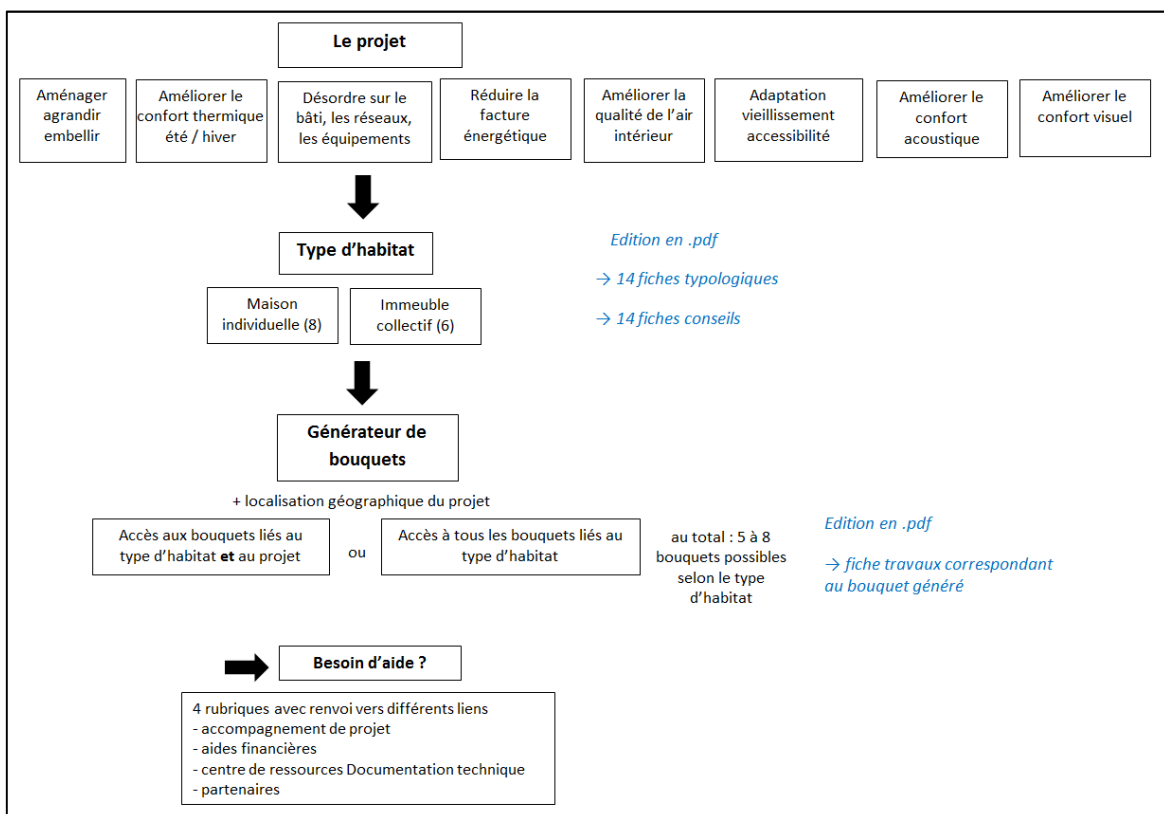 Le projet
Aménager
agrandir
embellir
Améliorer le
confort thermique
été / hiver
Désordre sur le
bâti, les réseaux,
les équipements
Réduire la
facture
énergétique
Améliorer la
qualité de l’air
intérieur
Adaptation
vieillissement
accessibilité
Améliorer le
confort
acoustique
Améliorer le
confort visuel
Type d’habitat
Maison
individuelle (8)
Immeuble
collectif (6)
Edition en .pdf
→ 14 fiches typologiques
→ 14 fiches conseils
Générateur de
bouquets
+ localisation géographique du projet
Accès aux bouquets liés au
type d’habitat et au projet
ou
Accès à tous les bouquets liés au
type d’habitat
au total : 5 à 8
bouquets possibles
selon le type
d’habitat
Edition en .pdf
→ fiche travaux correspondant
au bouquet généré
Besoin d’aide ?
4 rubriques avec renvoi vers différents liens
- accompagnement de projet
- aides financières
- centre de ressources Documentation technique
- partenaires